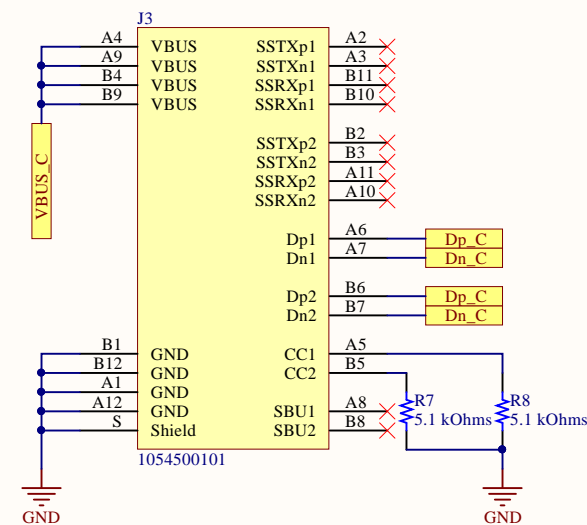 J3
A4 VBUS SSTXp1 A2
A9 VBUS SSTXn1 A3
B4 VBUS SSRXp1 B11
B9 VBUS SSRXn1 B10
SSTXp2 B2
SSTXn2 B3
SSRXp2 A11
SSRXn2 A10
VBUS_C
Dp1 A6 Dp_C
Dn1 A7 Dn_C
Dp2 B6 Dp_C
Dn2 B7 Dn_C
B1 GND CC1 A5
B12 GND CC2 B5
A1 GND
A12 GND SBU1 A8
S Shield SBU2 B8
R7
5.1 kOhms
R8
5.1 kOhms
1054500101
GND
GND